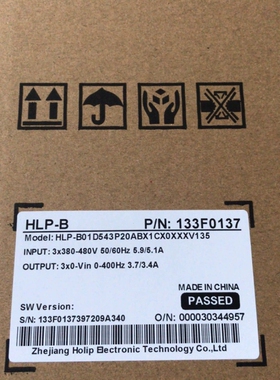 HLP-B P/N: 133F0137
Model: HLP-B01D543P20ABX1CX0XXXV135
INPUT: 3x380-480V 50/60Hz 5.9/5.1A
OUTPUT: 3x0-Vin 0-400Hz 3.7/3.4A
MADE IN CHINA
PASSED
SW Version:
S/N: 133F0137397209A340 O/N: 000030344957
Zhejiang Holip Electronic Technology Co., Ltd